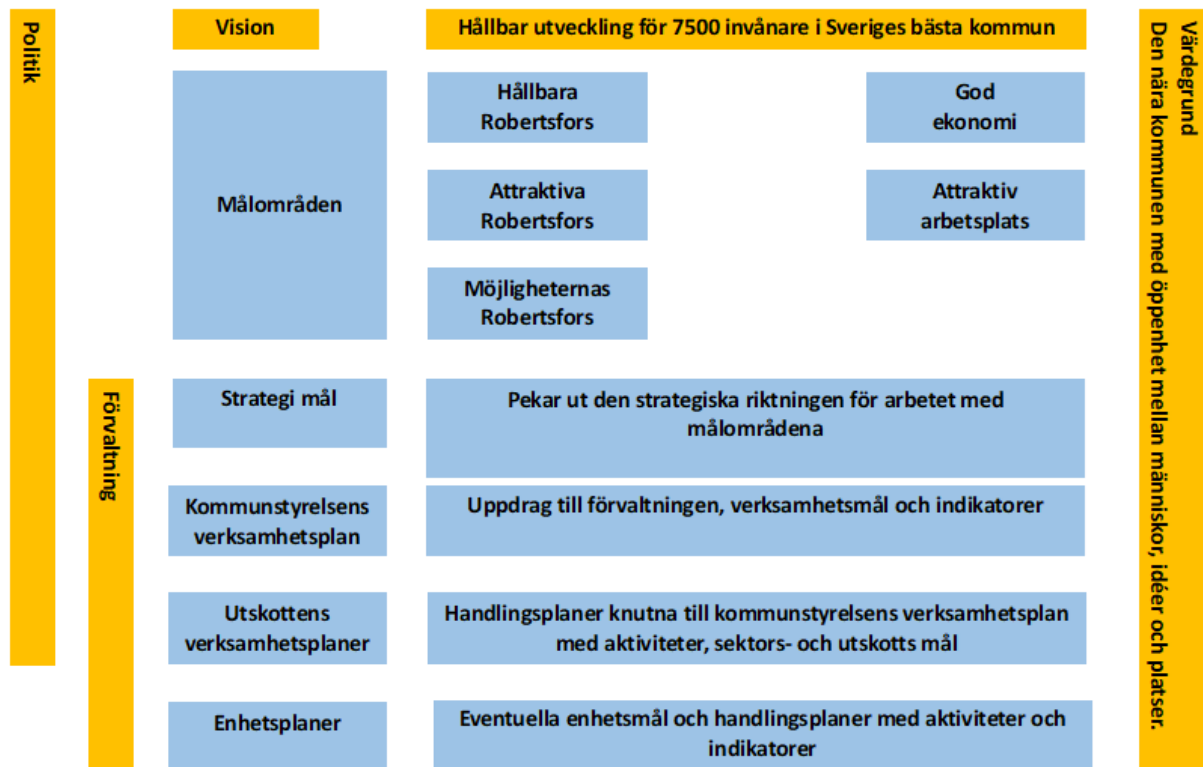 Politik
Förvaltning
Vision
Hållbar utveckling för 7500 invånare i Sveriges bästa kommun
Målområden
Hållbara
Robertsfors
God
ekonomi
Attraktiva
Robertsfors
Attraktiv
arbetsplats
Möjligheternas
Robertsfors
Strategi mål
Pekar ut den strategiska riktningen för arbetet med
målområdena
Kommunstyrelsens
verksamhetsplan
Uppdrag till förvaltningen, verksamhetsmål och indikatorer
Utskottens
verksamhetsplaner
Handlingsplaner knutna till kommunstyrelsens verksamhetsplan
med aktiviteter, sektors- och utskotts mål
Enhetsplaner
Eventuella enhetsmål och handlingsplaner med aktiviteter och
indikatorer
Värdegrund
Den nära kommunen med öppenhet mellan människor, idéer och platser.